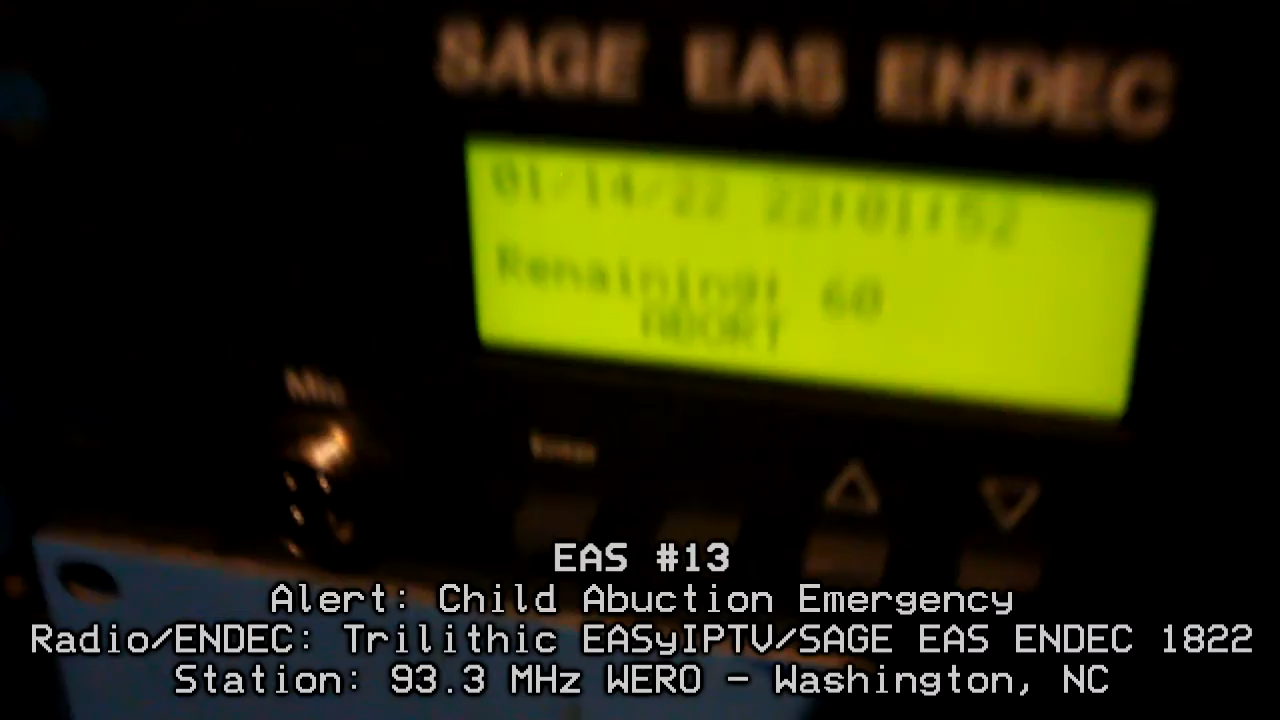 SAGE EAS ENDEC
01/14/22 22:01:52
Remaining: 60
ABORT
Mic
EAS #13
Alert: Child Abuction Emergency
Radio/ENDEC: Trilithic EASyIPTV/SAGE EAS ENDEC 1822
Station: 93.3 MHz WERO - Washington, NC